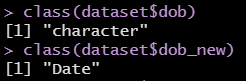 > class(dataset$dob)
[1] "character"
> class(dataset$dob_new)
[1] "Date"